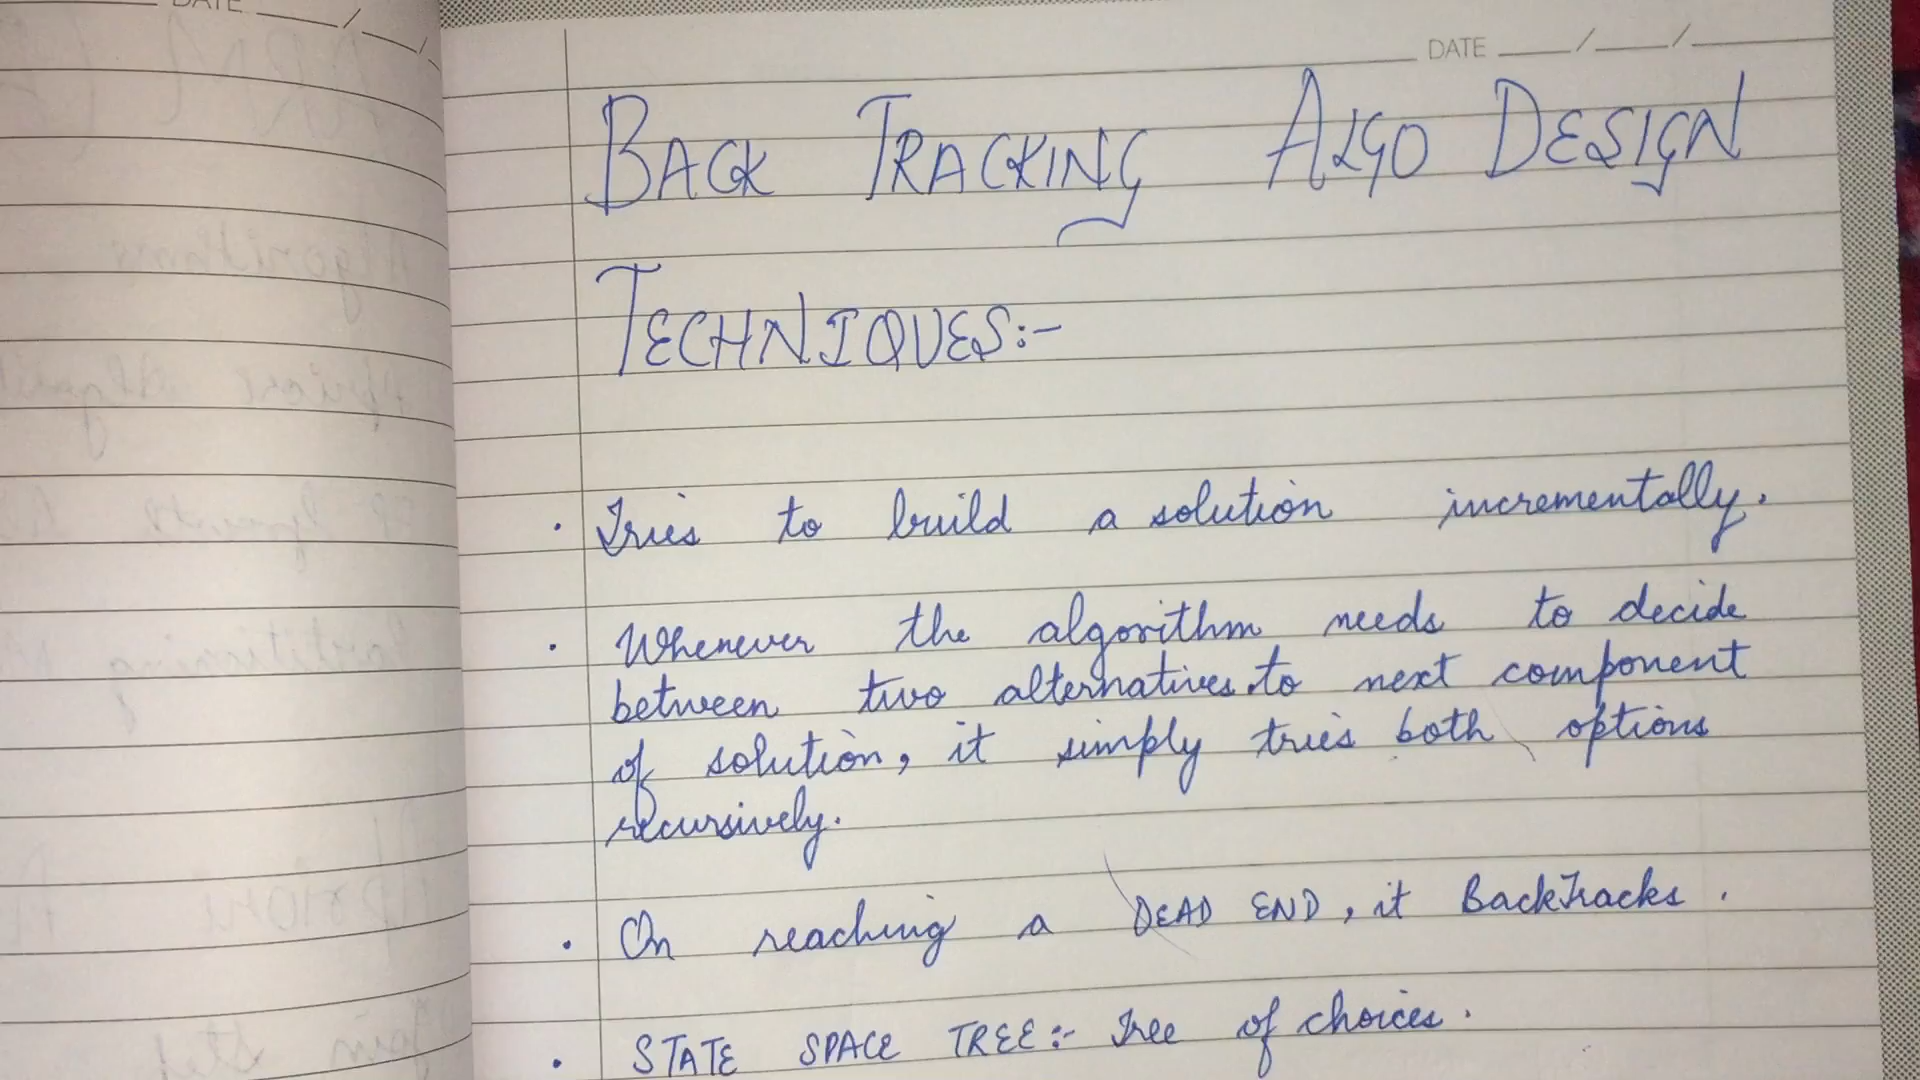 DATE
DATE
BACK TRACKING ALGO DESIGN
TECHNIQUES:-
. Tries to build a solution incrementally.
. Whenever the algorithm needs to decide
between two alternatives to next component
of solution, it simply tries both options
recursively.
. On reaching a DEAD END, it BackTracks.
. STATE SPACE TREE:- Tree of choices.